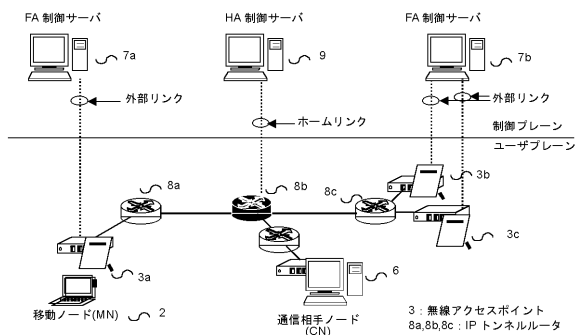 FA 制御サーバ
HA 制御サーバ
FA 制御サーバ
7a
9
7b
外部リンク
外部リンク
ホームリンク
制御プレーン
ユーザプレーン
8a
8b
8c
3b
3c
3a
6
移動ノード(MN)
2
通信相手ノード
(CN)
3：無線アクセスポイント
8a,8b,8c：IPトンネルルータ